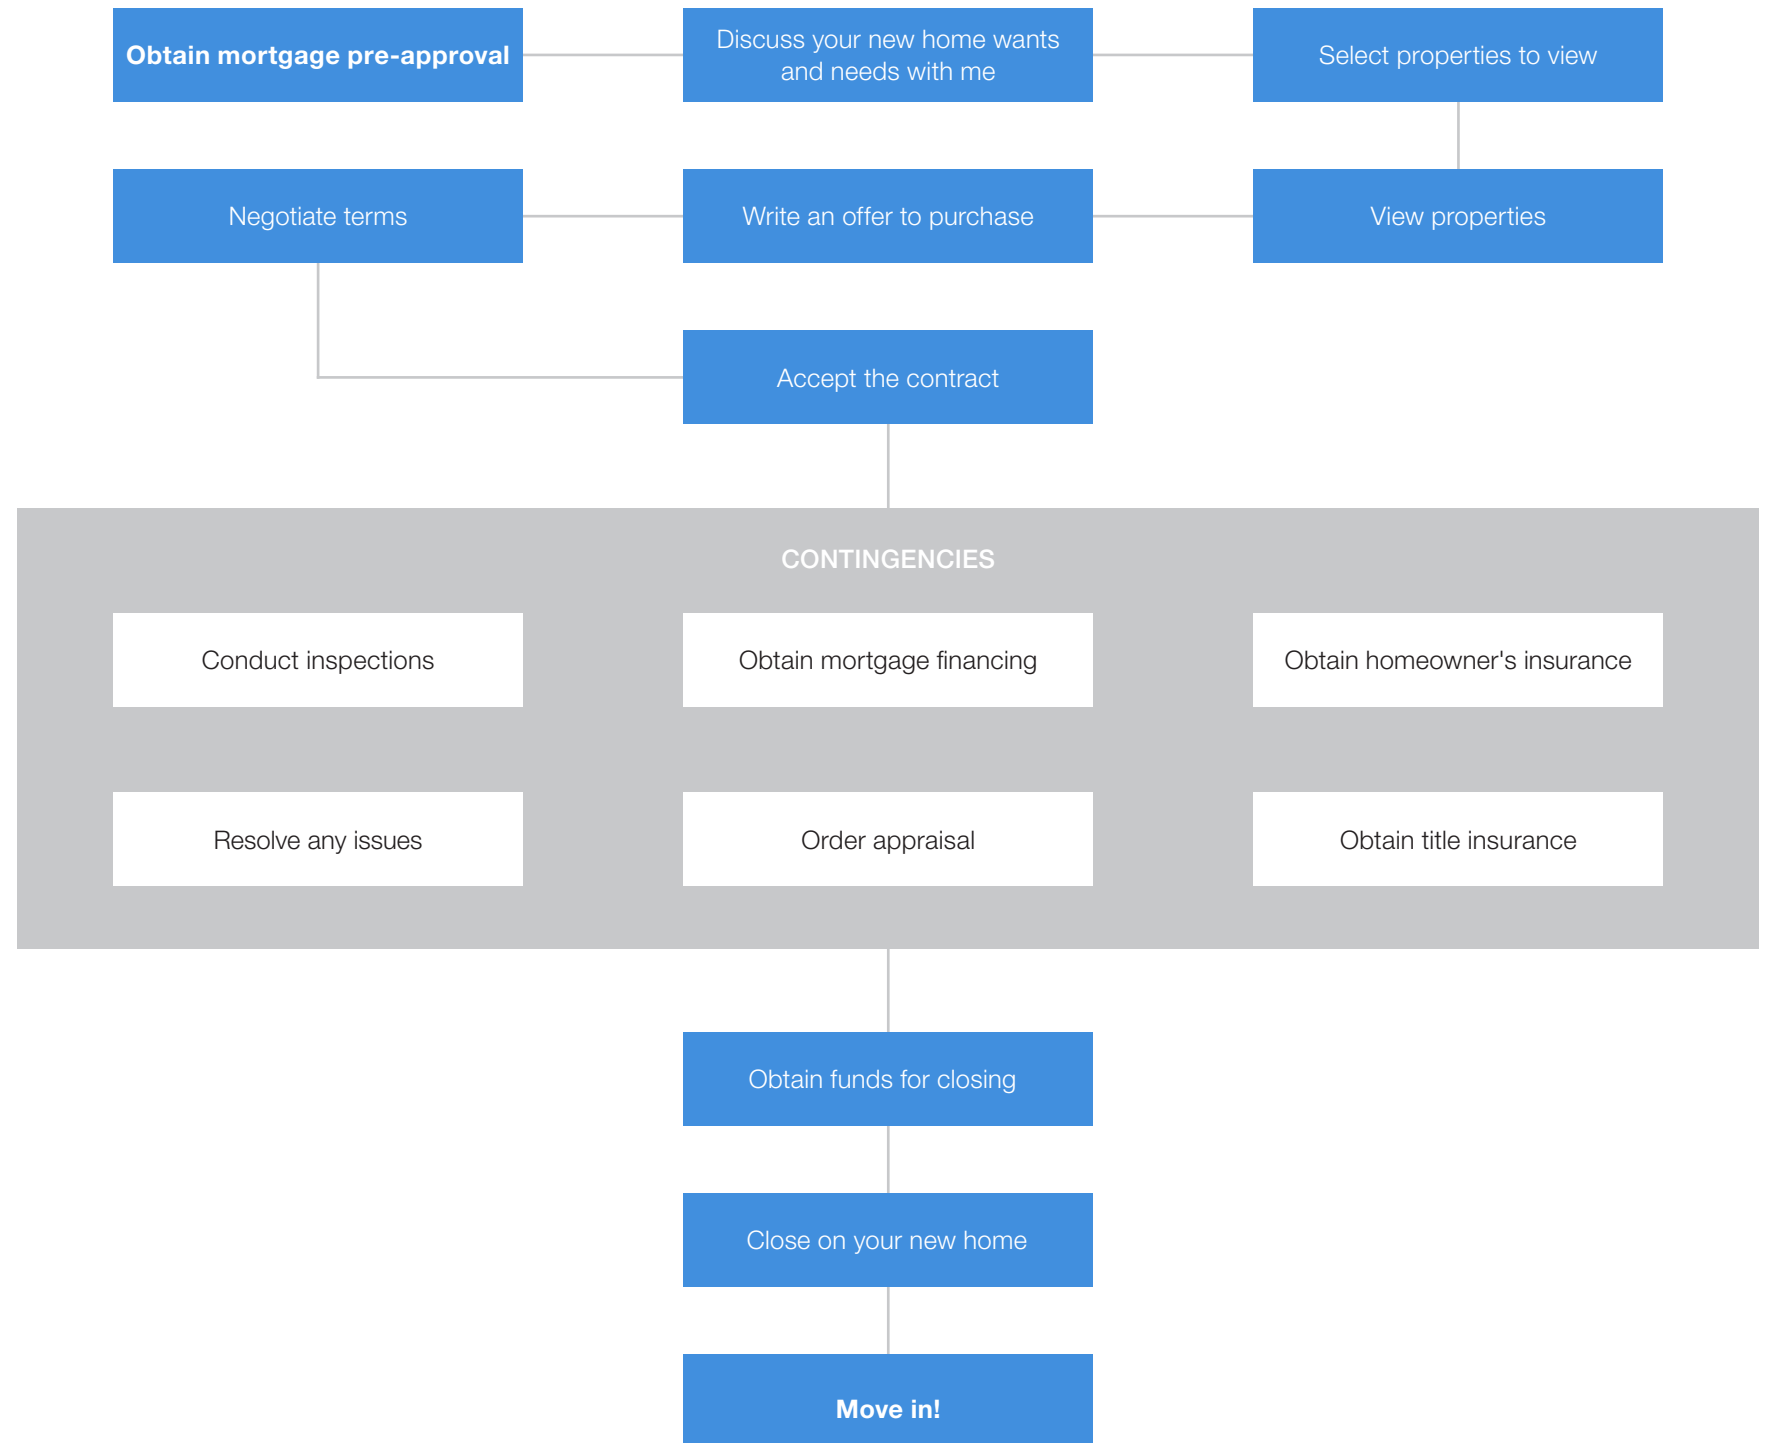 Obtain mortgage pre-approval
Discuss your new home wants
and needs with me
Select properties to view
Negotiate terms
Write an offer to purchase
View properties
Accept the contract
CONTINGENCIES
Conduct inspections
Obtain mortgage financing
Obtain homeowner's insurance
Resolve any issues
Order appraisal
Obtain title insurance
Obtain funds for closing
Close on your new home
Move in!